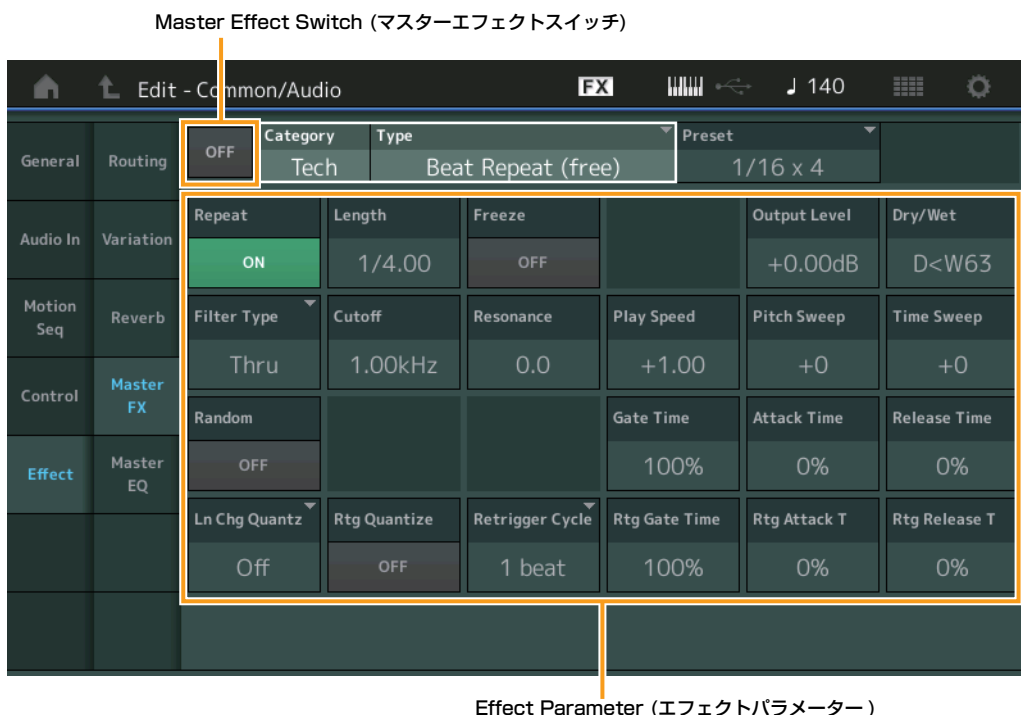 Master Effect Switch (マスターエフェクトスイッチ)
Edit - Common/Audio
FX
♩ 140
General
Routing
OFF
Category
Tech
Type
Beat Repeat (free)
Preset
1/16 x 4
Audio In
Variation
Repeat
ON
Length
1/4.00
Freeze
OFF
Output Level
+0.00dB
Dry/Wet
D<W63
Motion
Seq
Reverb
Filter Type
Thru
Cutoff
1.00kHz
Resonance
0.0
Play Speed
+1.00
Pitch Sweep
+0
Time Sweep
+0
Control
Master
FX
Random
OFF
Gate Time
100%
Attack Time
0%
Release Time
0%
Effect
Master
EQ
Ln Chg Quantz
Off
Rtg Quantize
OFF
Retrigger Cycle
1 beat
Rtg Gate Time
100%
Rtg Attack T
0%
Rtg Release T
0%
Effect Parameter (エフェクトパラメーター)